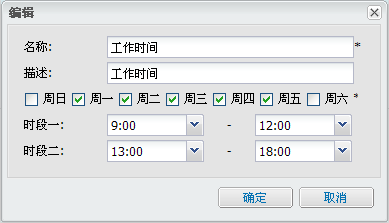 编辑
名称: 工作时间 *
描述: 工作时间
周日 周一 周二 周三 周四 周五 周六 *
时段一: 9:00 - 12:00
时段二: 13:00 - 18:00
确定 取消